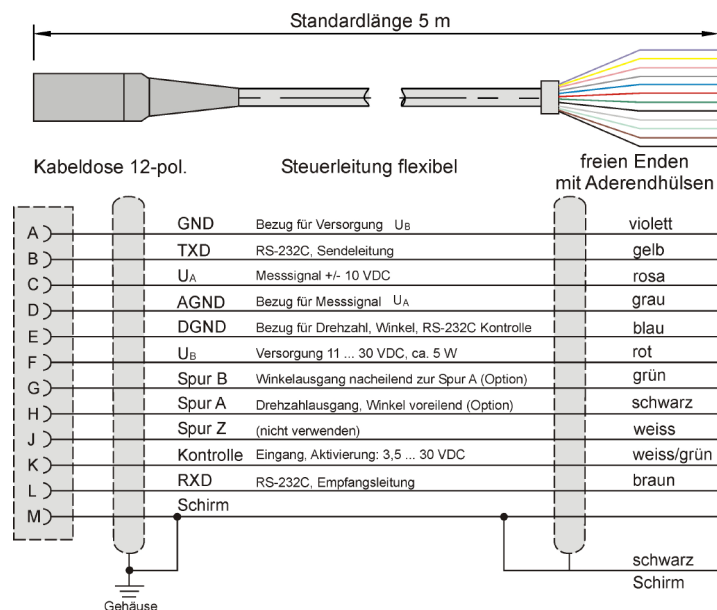 Standardlänge 5 m
Kabeldose 12-pol.
Steuerleitung flexibel
freien Enden
mit Aderendhülsen
A GND Bezug für Versorgung UB violett
B TXD RS-232C, Sendeleitung gelb
C UA Messsignal +/- 10 VDC rosa
D AGND Bezug für Messsignal UA grau
E DGND Bezug für Drehzahl, Winkel, RS-232C Kontrolle blau
F UB Versorgung 11 ... 30 VDC, ca. 5 W rot
G Spur B Winkelausgang nacheilend zur Spur A (Option) grün
H Spur A Drehzahlausgang, Winkel voreilend (Option) schwarz
J Spur Z (nicht verwenden) weiss
K Kontrolle Eingang, Aktivierung: 3,5 ... 30 VDC weiss/grün
L RXD RS-232C, Empfangsleitung braun
M Schirm
schwarz
Schirm
Gehäuse